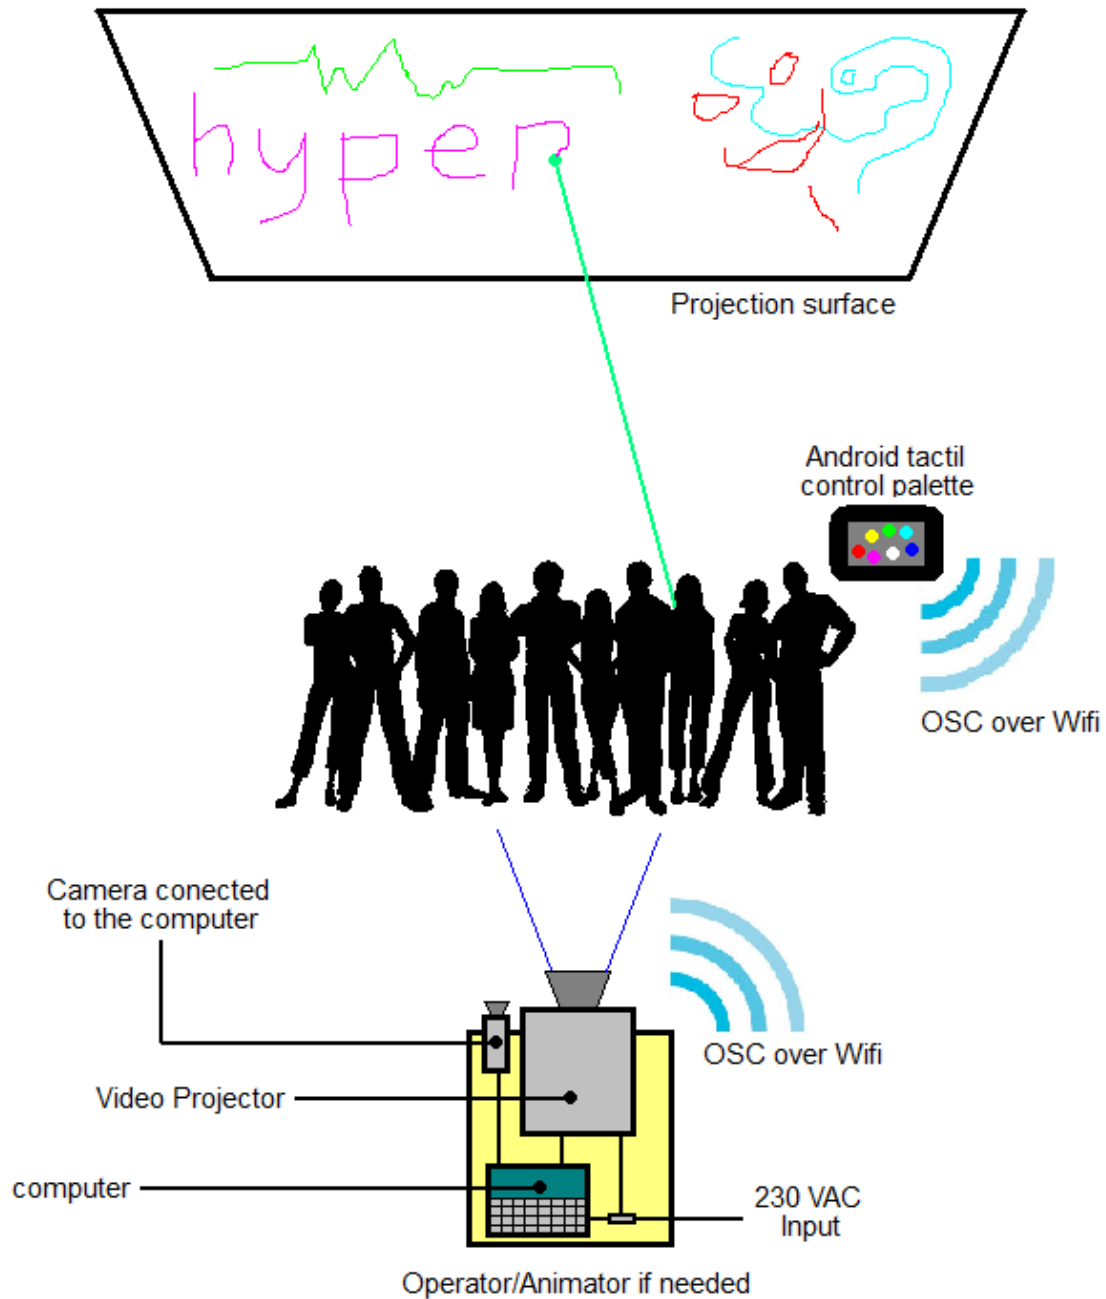 hyper
Projection surface
Android tactil
control palette
OSC over Wifi
Camera conected
to the computer
OSC over Wifi
Video Projector
computer
230 VAC
Input
Operator/Animator if needed